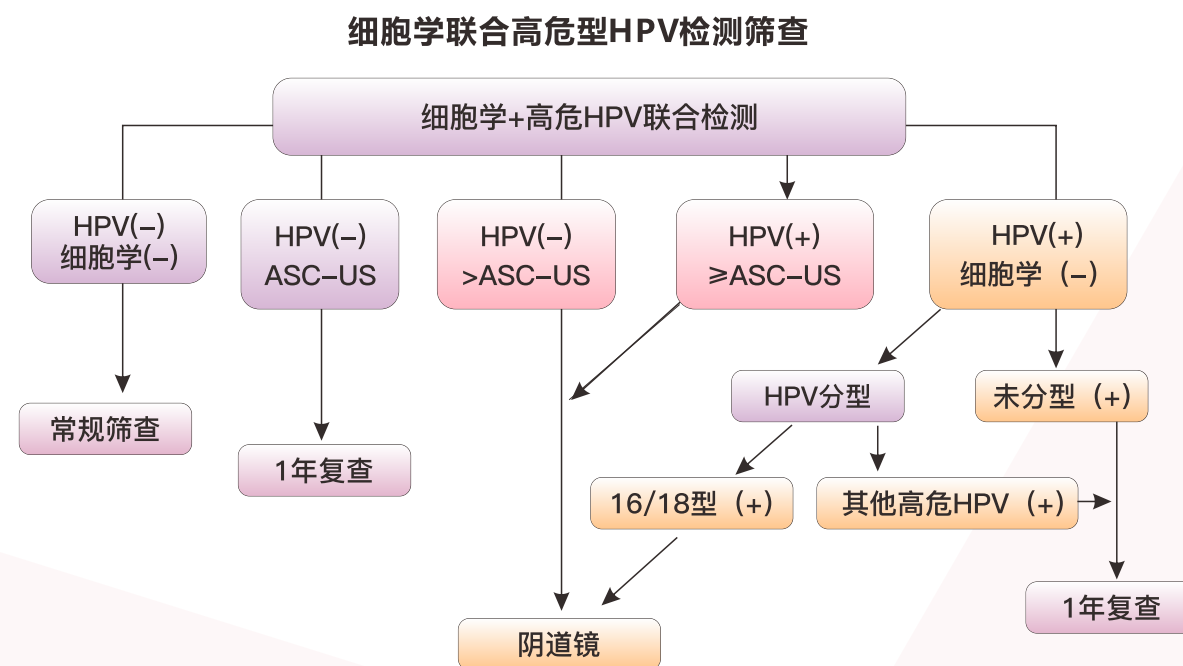 细胞学联合高危型HPV检测筛查
细胞学+高危HPV联合检测
HPV(−)
细胞学(−)
HPV(−)
ASC−US
HPV(−)
>ASC−US
HPV(+)
⩾ASC−US
HPV(+)
细胞学（−）
HPV分型
未分型（+）
常规筛查
1年复查
16/18型（+）
其他高危HPV（+）
1年复查
阴道镜